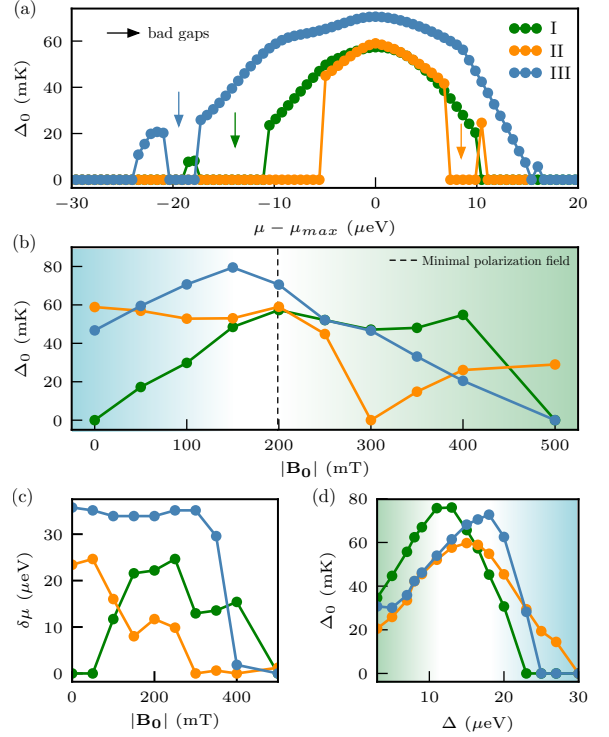 (a)
bad gaps
I
II
III
60
40
20
0
Δ₀ (mK)
−30
−20
−10
0
10
20
μ − μₘₐₓ (μeV)
(b)
Minimal polarization field
80
60
40
20
0
Δ₀ (mK)
0
100
200
300
400
500
|B₀| (mT)
(c)
30
20
10
0
δμ (μeV)
0
200
400
|B₀| (mT)
(d)
80
60
40
20
0
Δ₀ (mK)
10
20
30
Δ (μeV)